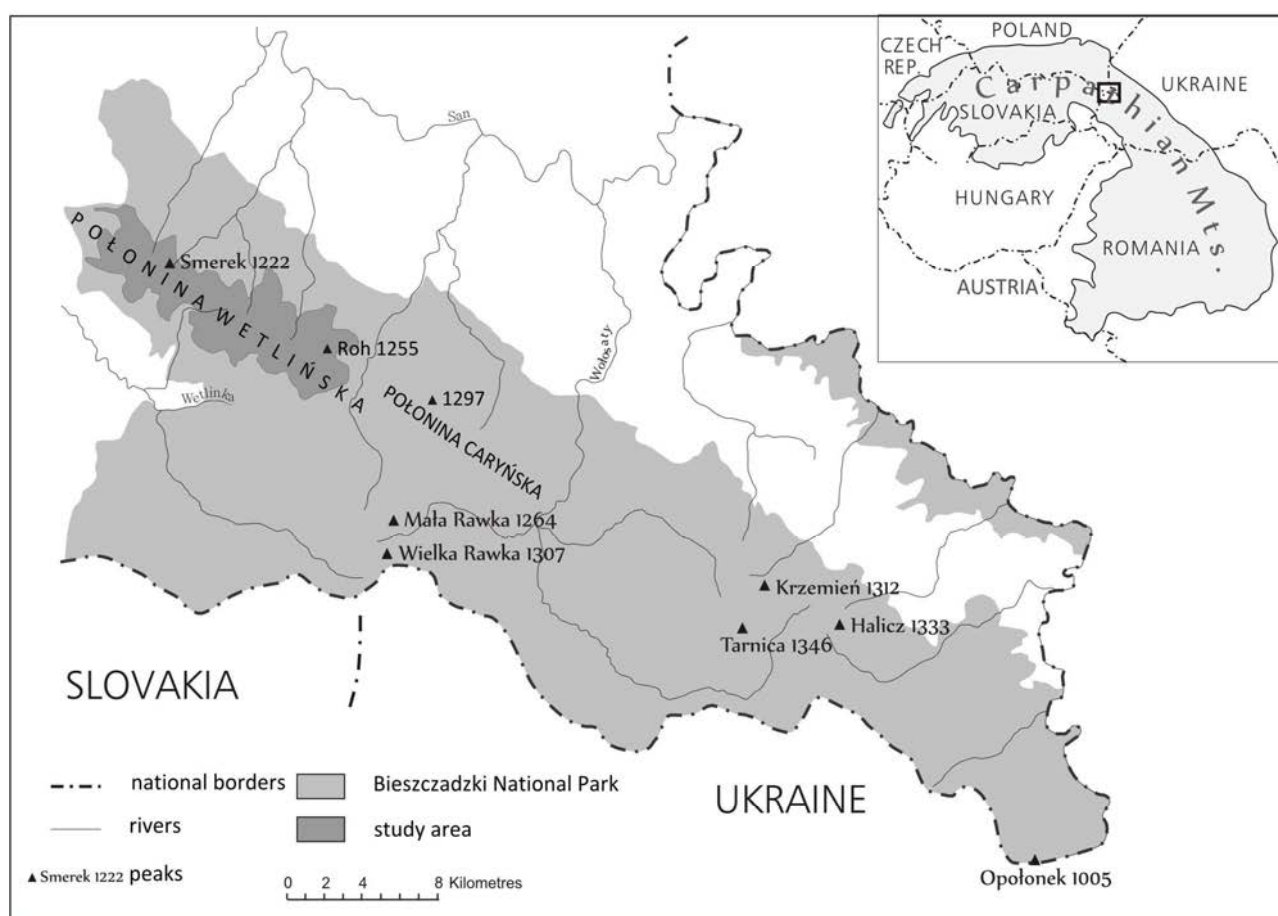 POLAND
CZECH
REP.
UKRAINE
Carpathian Mts.
SLOVAKIA
HUNGARY
ROMANIA
AUSTRIA
San
POŁONINA WETLIŃSKA
▲ Smerek 1222
▲ Roh 1255
Wołosaty
Wetlinka
▲ 1297
POŁONINA CARYŃSKA
▲ Mała Rawka 1264
▲ Wielka Rawka 1307
▲ Krzemień 1312
▲ Halicz 1333
Tarnica 1346
SLOVAKIA
UKRAINE
Opołonek 1005
national borders
Bieszczadzki National Park
rivers
study area
▲ Smerek 1222 peaks
0 2 4 8 Kilometres